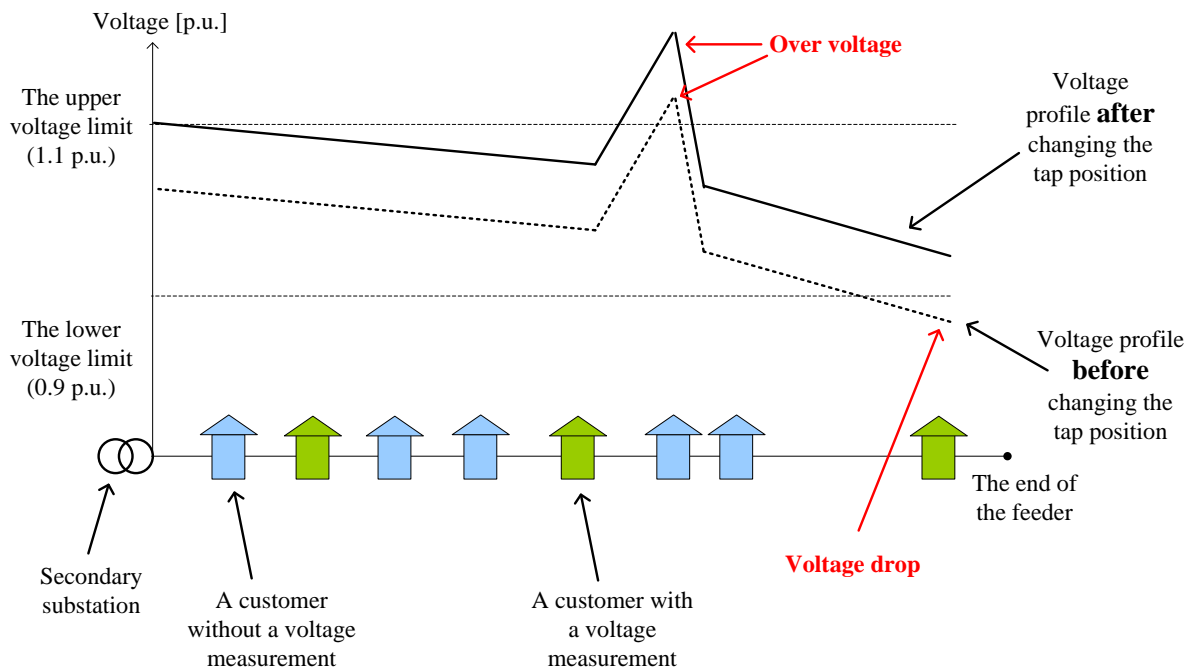 Voltage [p.u.]
Over voltage
The upper
voltage limit
(1.1 p.u.)
Voltage
profile after
changing the
tap position
The lower
voltage limit
(0.9 p.u.)
Voltage profile
before
changing the
tap position
The end of
the feeder
Voltage drop
Secondary
substation
A customer
without a voltage
measurement
A customer with
a voltage
measurement